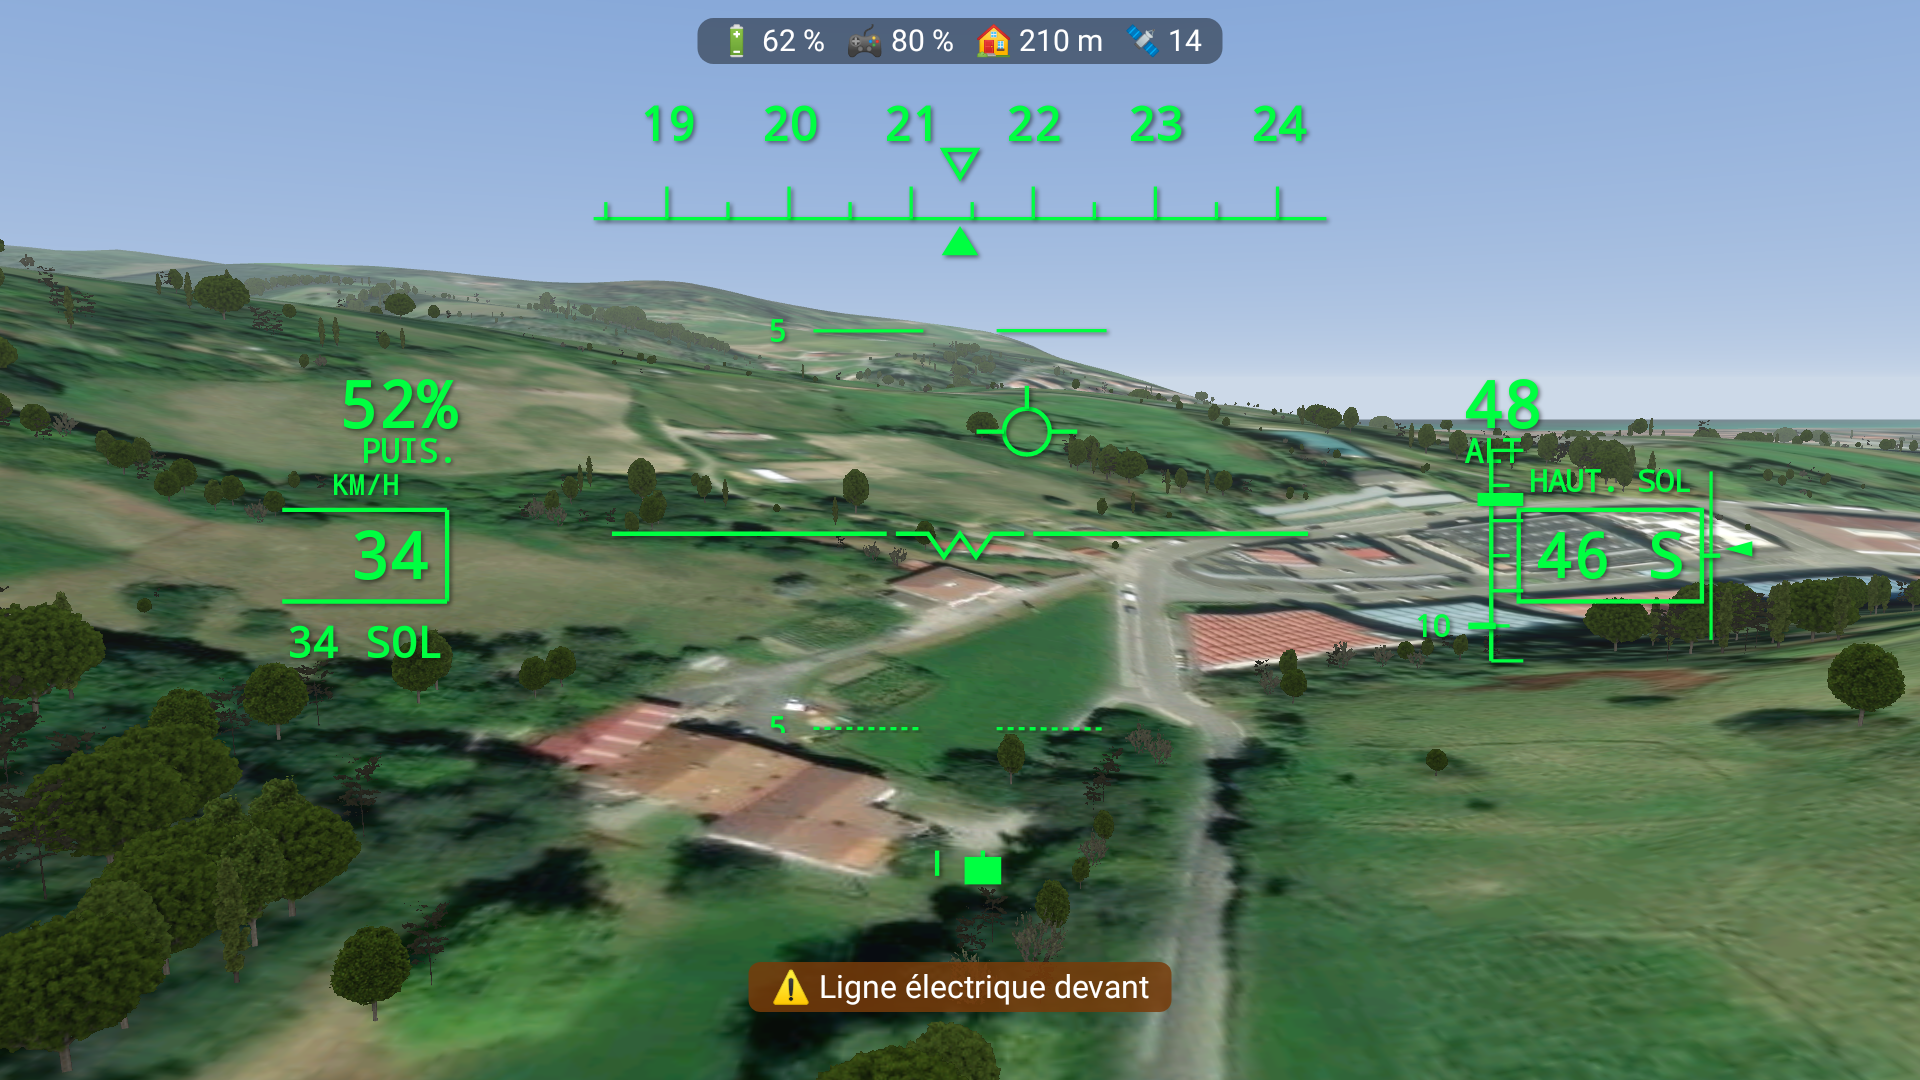 62 % 80 % 210 m 14
19 20 21 22 23 24
5
52%
PUIS.
KM/H
34
34 SOL
48
ALT
HAUT. SOL
46 S
10
5
Ligne électrique devant